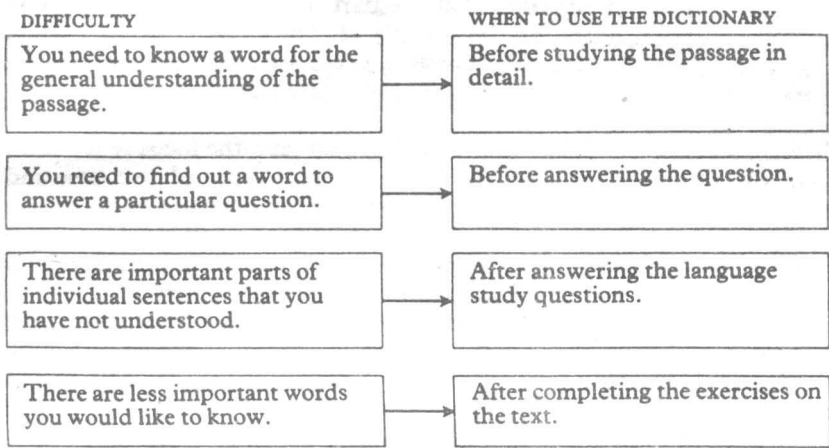 DIFFICULTY
WHEN TO USE THE DICTIONARY
You need to know a word for the
general understanding of the
passage.
Before studying the passage in
detail.
You need to find out a word to
answer a particular question.
Before answering the question.
There are important parts of
individual sentences that you
have not understood.
After answering the language
study questions.
There are less important words
you would like to know.
After completing the exercises on
the text.